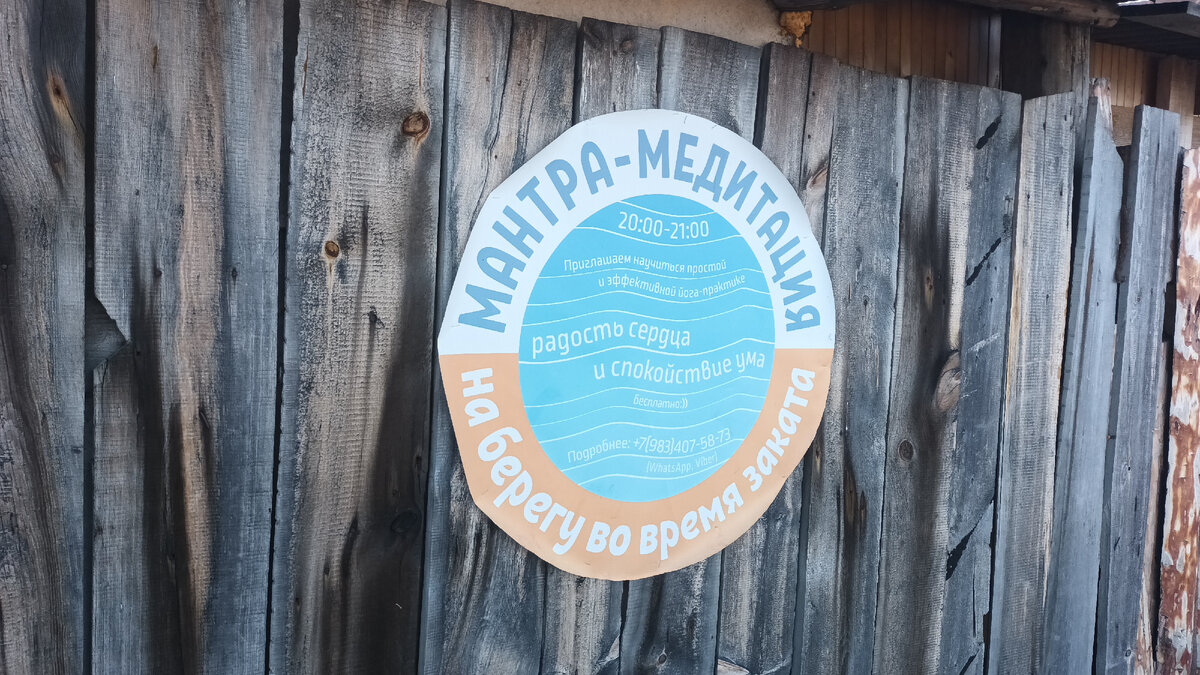 МАНТРА-МЕДИТАЦИЯ
20:00-21:00
Приглашаем научиться простой
и эффективной йога-практике
радость сердца
и спокойствие ума
бесплатно:))
Подробнее: +7(983)407-58-73
(WhatsApp, Viber)
на берегу во время заката